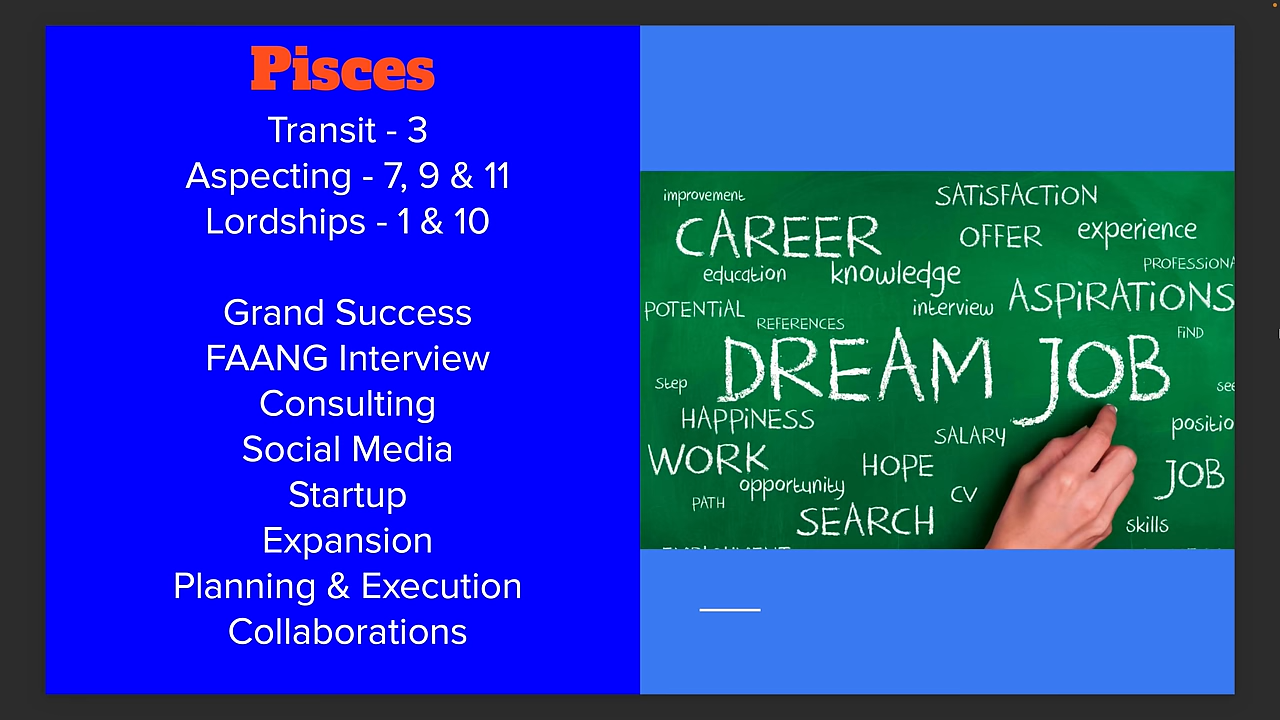 Pisces
Transit - 3
Aspecting - 7, 9 & 11
Lordships - 1 & 10
Grand Success
FAANG Interview
Consulting
Social Media
Startup
Expansion
Planning & Execution
Collaborations
improvement
SATiSFACTiON
CAREER
OFFER
experience
education
knowledge
PROFESSiONA
POTENTiAL
interview
ASPiRATiONS
REFERENCES
FiND
DREAM JOB
Step
see
HAPPiNESS
SALARY
positio
WORK
HOPE
JOB
opportunity
CV
PATH
SEARCH
skills